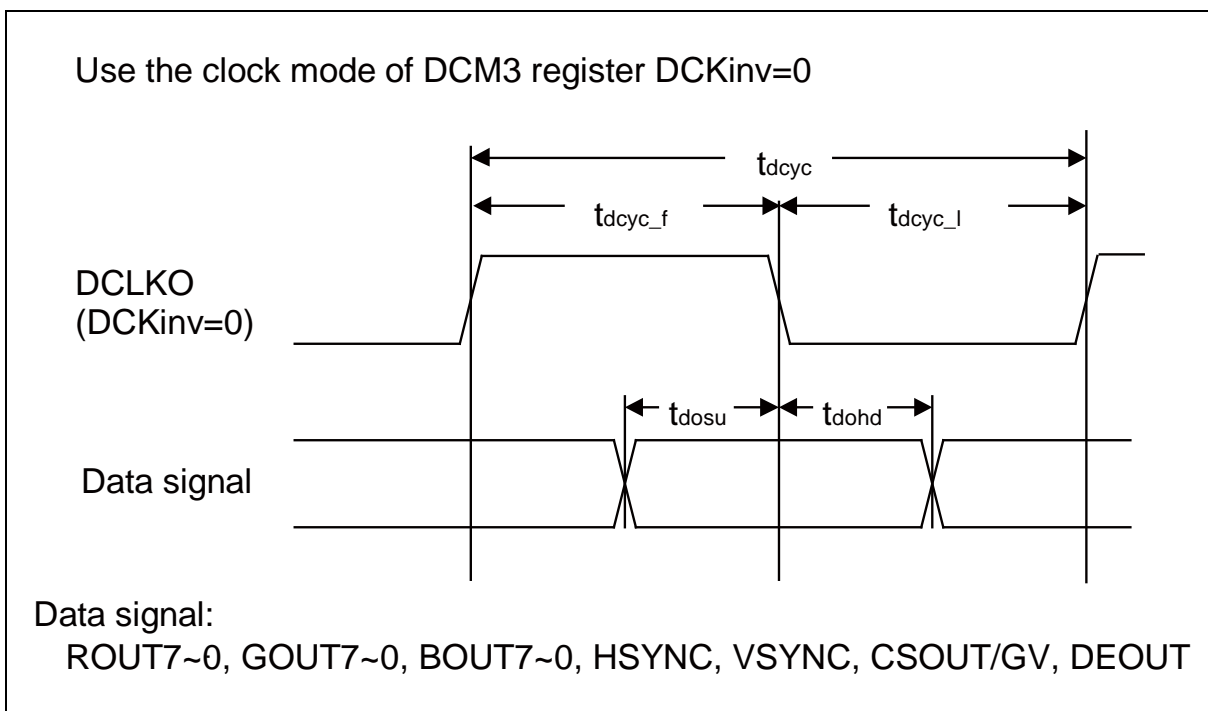 Use the clock mode of DCM3 register DCKinv=0
tdcyc
tdcyc_f
tdcyc_l
DCLKO
(DCKinv=0)
tdosu
tdohd
Data signal
Data signal:
ROUT7~0, GOUT7~0, BOUT7~0, HSYNC, VSYNC, CSOUT/GV, DEOUT